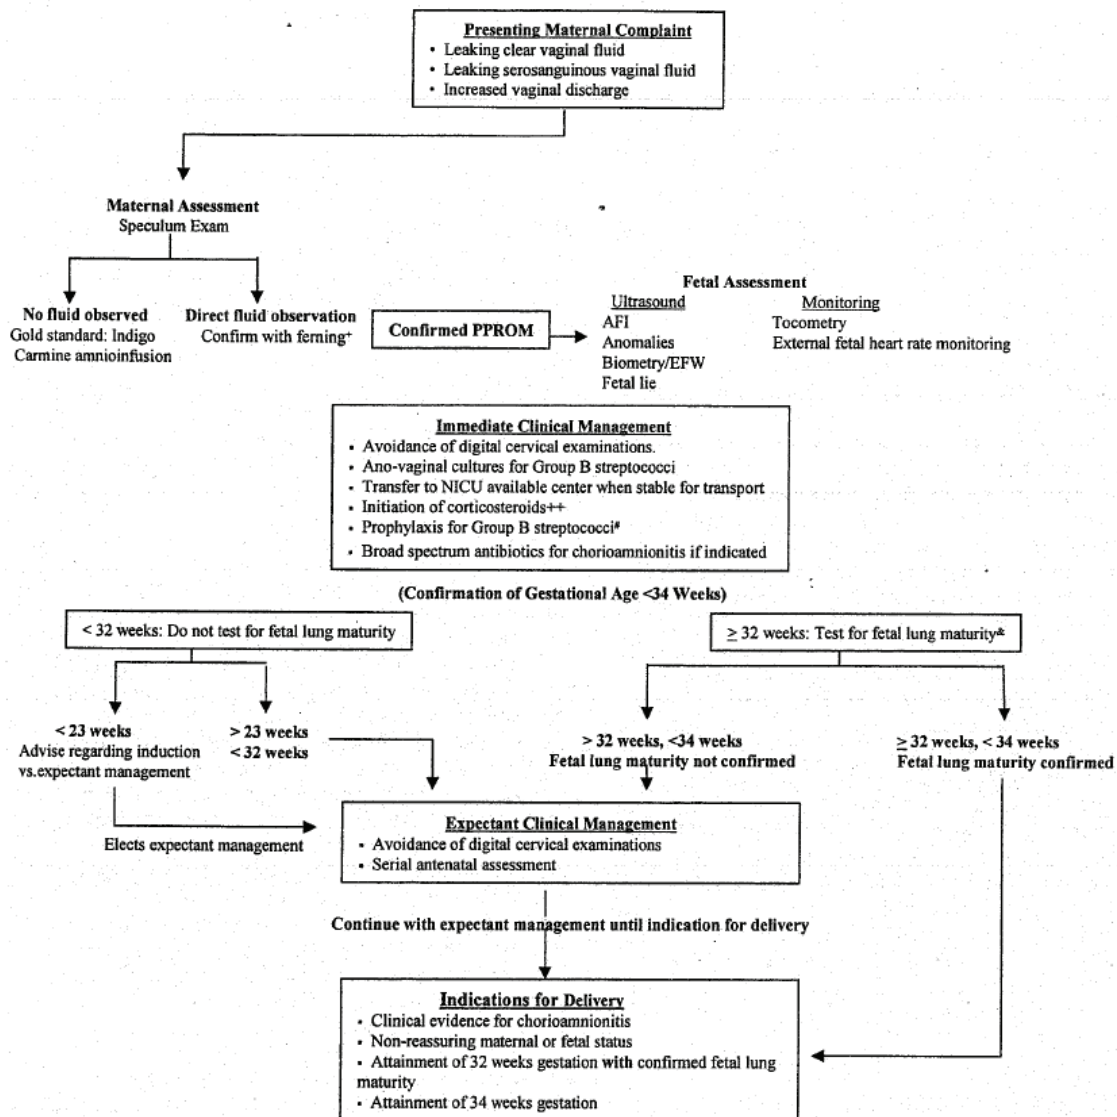 Presenting Maternal Complaint
• Leaking clear vaginal fluid
• Leaking serosanguinous vaginal fluid
• Increased vaginal discharge
Maternal Assessment
Speculum Exam
No fluid observed
Gold standard: Indigo
Carmine amnioinfusion
Direct fluid observation
Confirm with ferning+
Confirmed PPROM
Fetal Assessment
Ultrasound
AFI
Anomalies
Biometry/EFW
Fetal lie
Monitoring
Tocometry
External fetal heart rate monitoring
Immediate Clinical Management
• Avoidance of digital cervical examinations.
• Ano-vaginal cultures for Group B streptococci
• Transfer to NICU available center when stable for transport
• Initiation of corticosteroids++
• Prophylaxis for Group B streptococci#
• Broad spectrum antibiotics for chorioamnionitis if indicated
(Confirmation of Gestational Age <34 Weeks)
< 32 weeks: Do not test for fetal lung maturity
≥ 32 weeks: Test for fetal lung maturity&
< 23 weeks
Advise regarding induction
vs.expectant management
> 23 weeks
< 32 weeks
> 32 weeks, <34 weeks
Fetal lung maturity not confirmed
≥ 32 weeks, < 34 weeks
Fetal lung maturity confirmed
Elects expectant management
Expectant Clinical Management
• Avoidance of digital cervical examinations
• Serial antenatal assessment
Continue with expectant management until indication for delivery
Indications for Delivery
• Clinical evidence for chorioamnionitis
• Non-reassuring maternal or fetal status
• Attainment of 32 weeks gestation with confirmed fetal lung
maturity
• Attainment of 34 weeks gestation